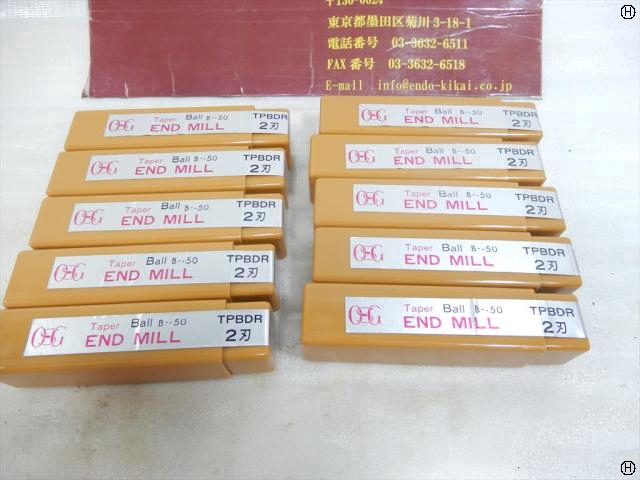 〒130-0024
東京都墨田区菊川3-18-1
電話番号 03-3632-6511
FAX番号 03-3632-6518
E-mall info@endo-kikai.co.jp
OSG Taper Ball B--50 TPBDR
END MILL 2刃
OSG Taper Ball B--50 TPBDR
END MILL 2刃
OSG Taper Ball B--50 TPBDR
END MILL 2刃
OSG Taper Ball B--50 TPBDR
END MILL 2刃
OSG Taper Ball B--50 TPBDR
END MILL 2刃
OSG Taper Ball B--50 TPBDR
END MILL 2刃
OSG Taper Ball B--50 TPBDR
END MILL 2刃
OSG Taper Ball B--50 TPBDR
END MILL 2刃
OSG Taper Ball B--50 TPBDR
END MILL 2刃
OSG Taper Ball B--50 TPBDR
END MILL 2刃
H
H